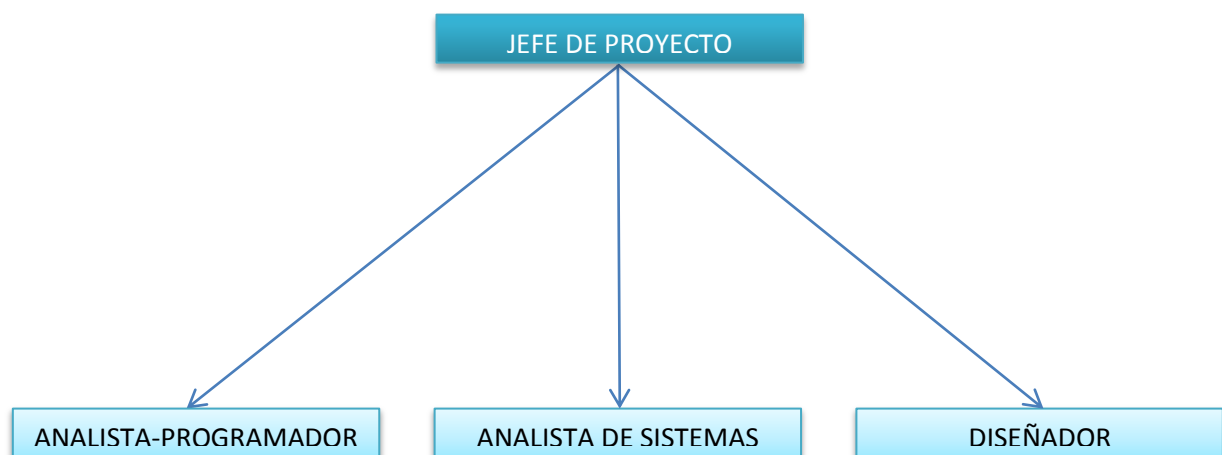 JEFE DE PROYECTO
ANALISTA-PROGRAMADOR
ANALISTA DE SISTEMAS
DISEÑADOR